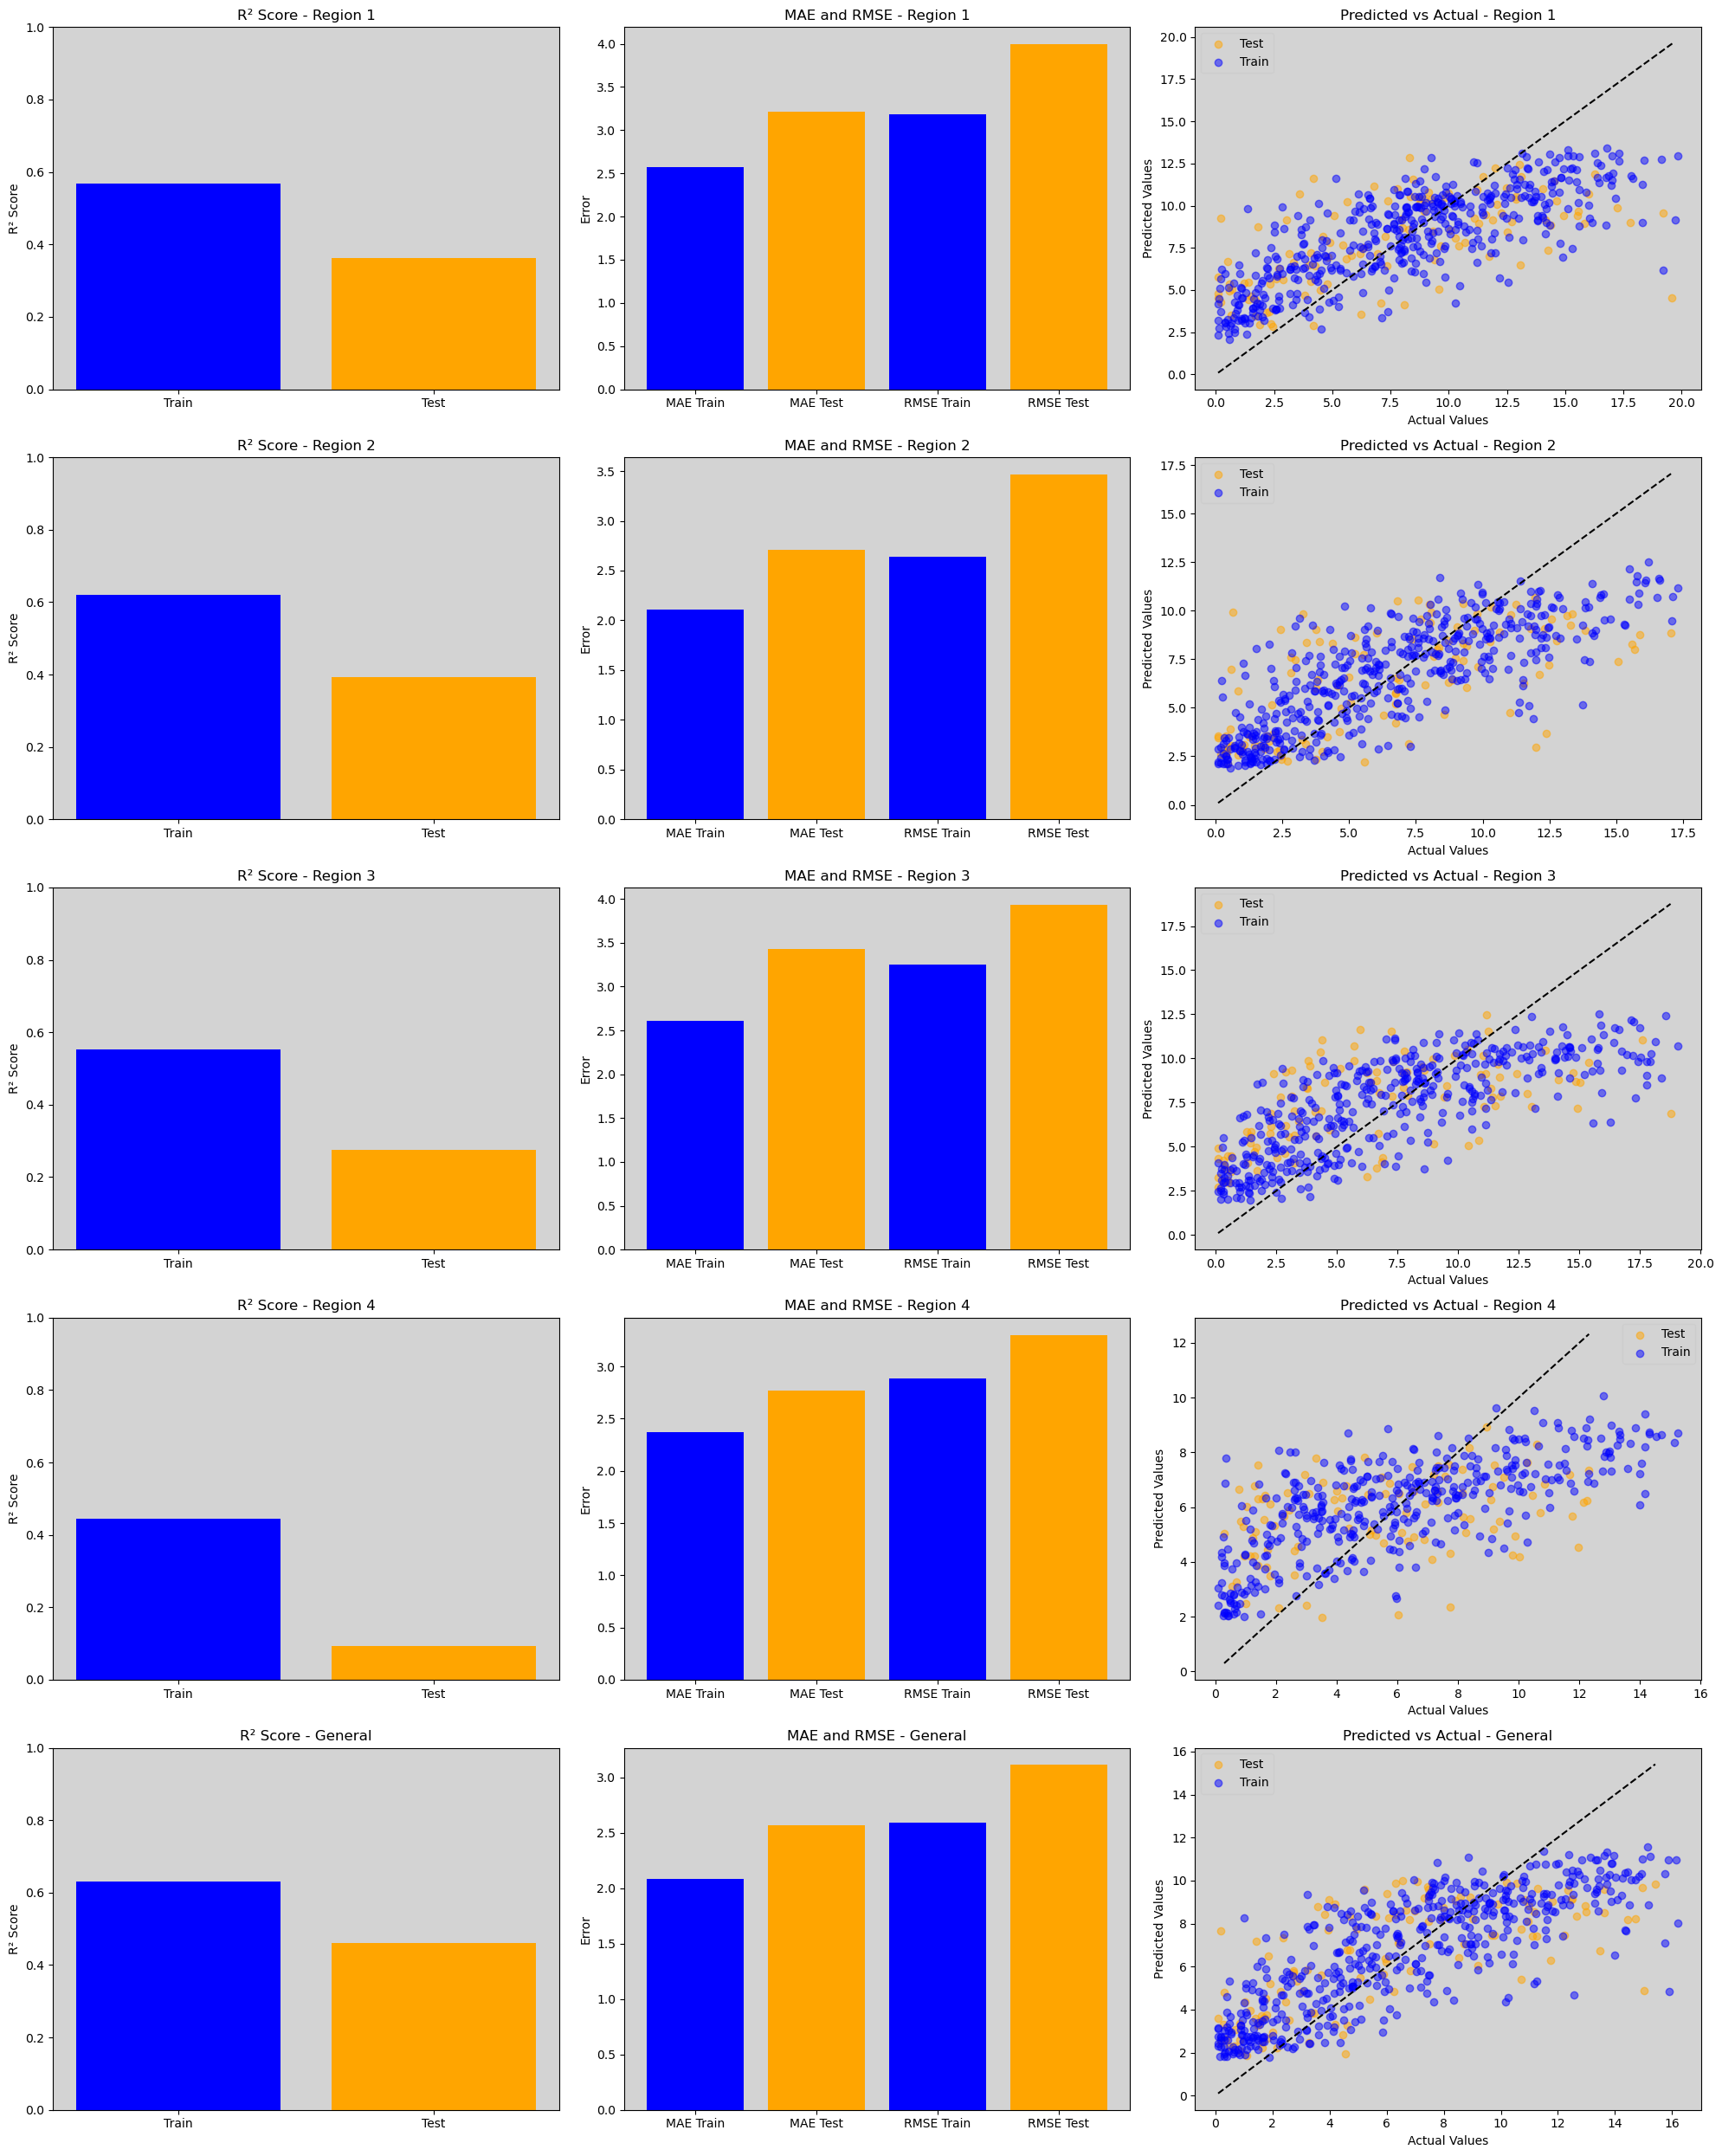 R² Score - Region 1
R² Score
1.0
0.8
0.6
0.4
0.2
0.0
Train Test
MAE and RMSE - Region 1
Error
4.0
3.5
3.0
2.5
2.0
1.5
1.0
0.5
0.0
MAE Train MAE Test RMSE Train RMSE Test
Predicted vs Actual - Region 1
Test
Train
Predicted Values
20.0
17.5
15.0
12.5
10.0
7.5
5.0
2.5
0.0
0.0 2.5 5.0 7.5 10.0 12.5 15.0 17.5 20.0
Actual Values
R² Score - Region 2
R² Score
1.0
0.8
0.6
0.4
0.2
0.0
Train Test
MAE and RMSE - Region 2
Error
3.5
3.0
2.5
2.0
1.5
1.0
0.5
0.0
MAE Train MAE Test RMSE Train RMSE Test
Predicted vs Actual - Region 2
Test
Train
Predicted Values
17.5
15.0
12.5
10.0
7.5
5.0
2.5
0.0
0.0 2.5 5.0 7.5 10.0 12.5 15.0 17.5
Actual Values
R² Score - Region 3
R² Score
1.0
0.8
0.6
0.4
0.2
0.0
Train Test
MAE and RMSE - Region 3
Error
4.0
3.5
3.0
2.5
2.0
1.5
1.0
0.5
0.0
MAE Train MAE Test RMSE Train RMSE Test
Predicted vs Actual - Region 3
Test
Train
Predicted Values
17.5
15.0
12.5
10.0
7.5
5.0
2.5
0.0
0.0 2.5 5.0 7.5 10.0 12.5 15.0 17.5 20.0
Actual Values
R² Score - Region 4
R² Score
1.0
0.8
0.6
0.4
0.2
0.0
Train Test
MAE and RMSE - Region 4
Error
3.0
2.5
2.0
1.5
1.0
0.5
0.0
MAE Train MAE Test RMSE Train RMSE Test
Predicted vs Actual - Region 4
Test
Train
Predicted Values
12
10
8
6
4
2
0
0 2 4 6 8 10 12 14 16
Actual Values
R² Score - General
R² Score
1.0
0.8
0.6
0.4
0.2
0.0
Train Test
MAE and RMSE - General
Error
3.0
2.5
2.0
1.5
1.0
0.5
0.0
MAE Train MAE Test RMSE Train RMSE Test
Predicted vs Actual - General
Test
Train
Predicted Values
16
14
12
10
8
6
4
2
0
0 2 4 6 8 10 12 14 16
Actual Values